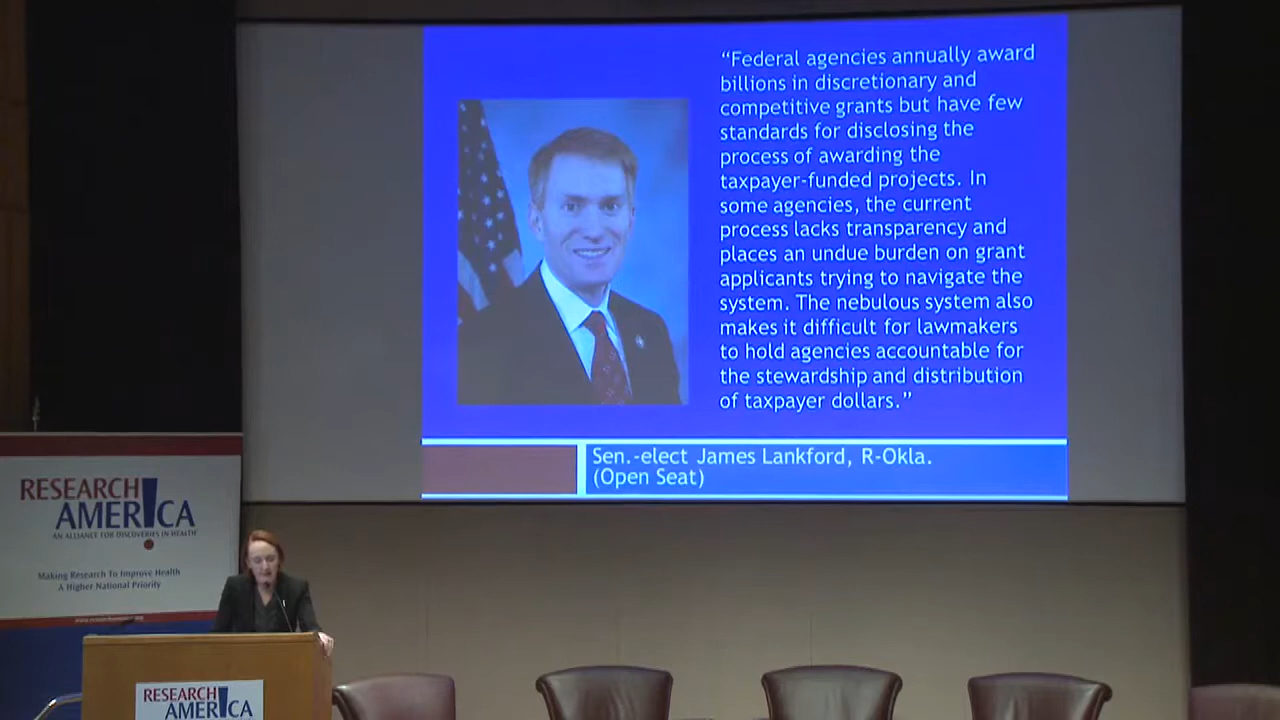 “Federal agencies annually award
billions in discretionary and
competitive grants but have few
standards for disclosing the
process of awarding the
taxpayer-funded projects. In
some agencies, the current
process lacks transparency and
places an undue burden on grant
applicants trying to navigate the
system. The nebulous system also
makes it difficult for lawmakers
to hold agencies accountable for
the stewardship and distribution
of taxpayer dollars.”
Sen.-elect James Lankford, R-Okla.
(Open Seat)
RESEARCH
AMERICA
AN ALLIANCE FOR DISCOVERIES IN HEALTH
Making Research To Improve Health
A Higher National Priority
RESEARCH
AMERICA